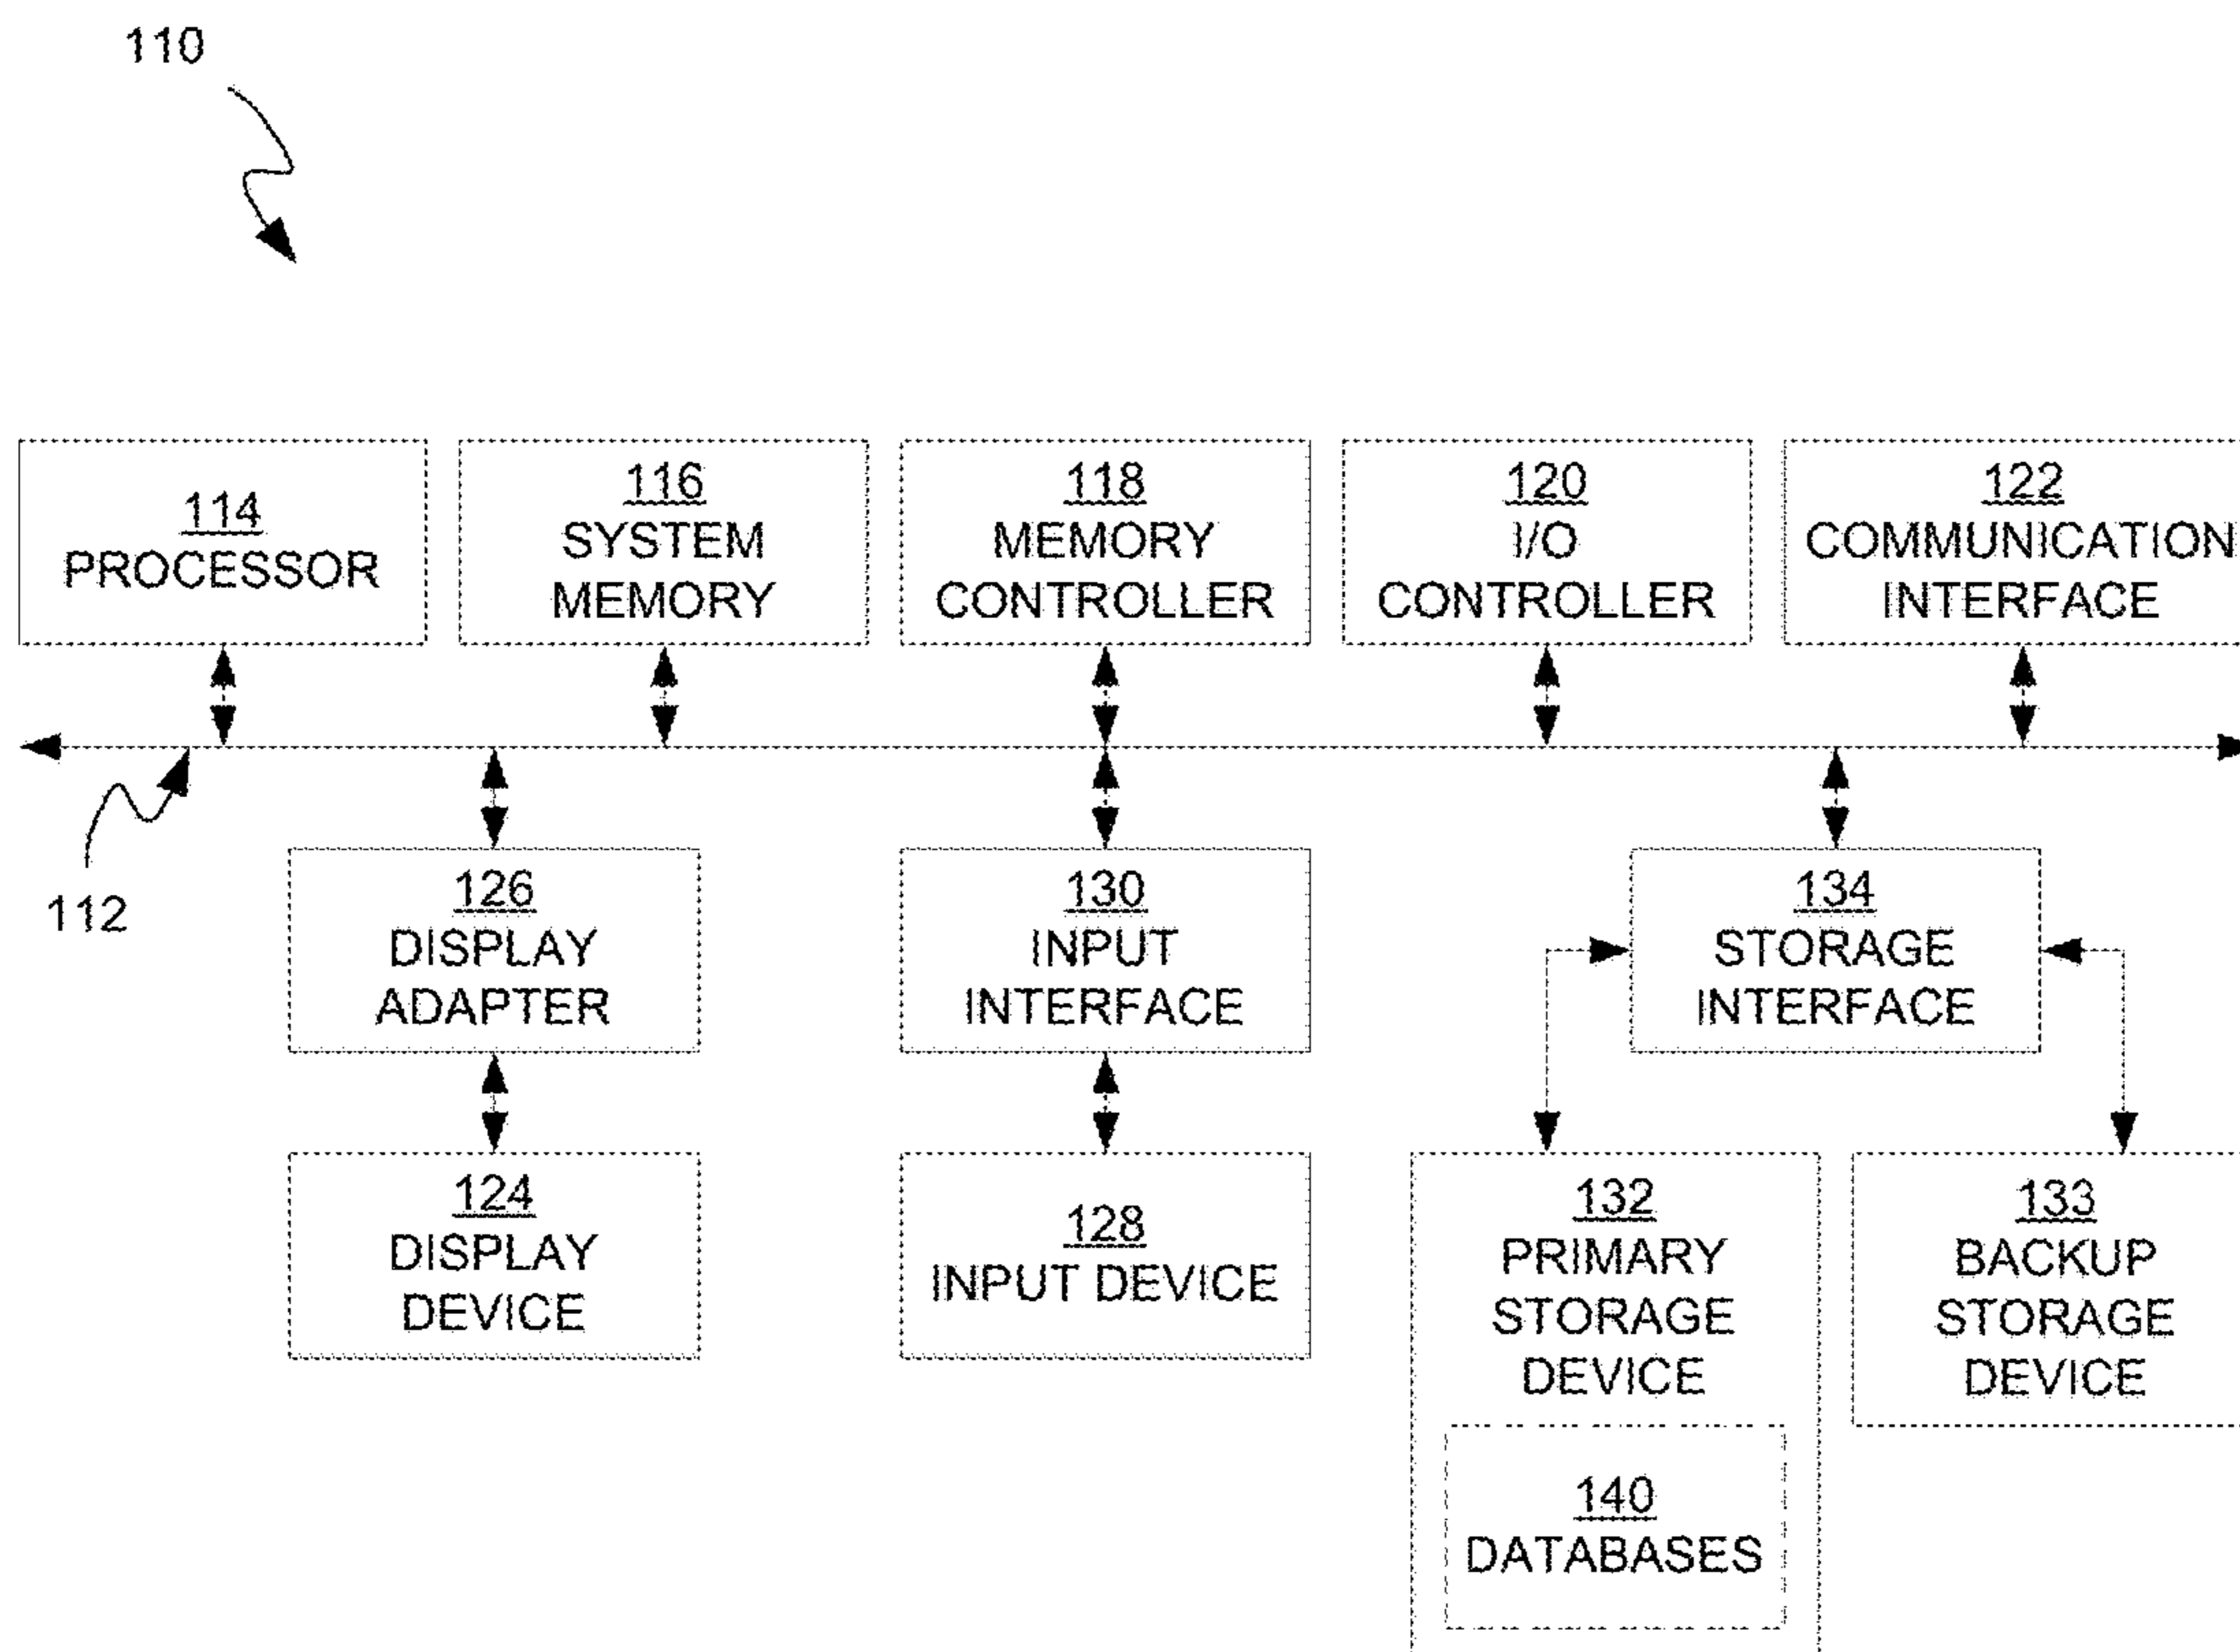 110
114
PROCESSOR
116
SYSTEM
MEMORY
118
MEMORY
CONTROLLER
120
I/O
CONTROLLER
122
COMMUNICATION
INTERFACE
112
126
DISPLAY
ADAPTER
130
INPUT
INTERFACE
134
STORAGE
INTERFACE
124
DISPLAY
DEVICE
128
INPUT DEVICE
132
PRIMARY
STORAGE
DEVICE
133
BACKUP
STORAGE
DEVICE
140
DATABASES